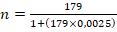 n = 179 / 1+(179×0,0025)